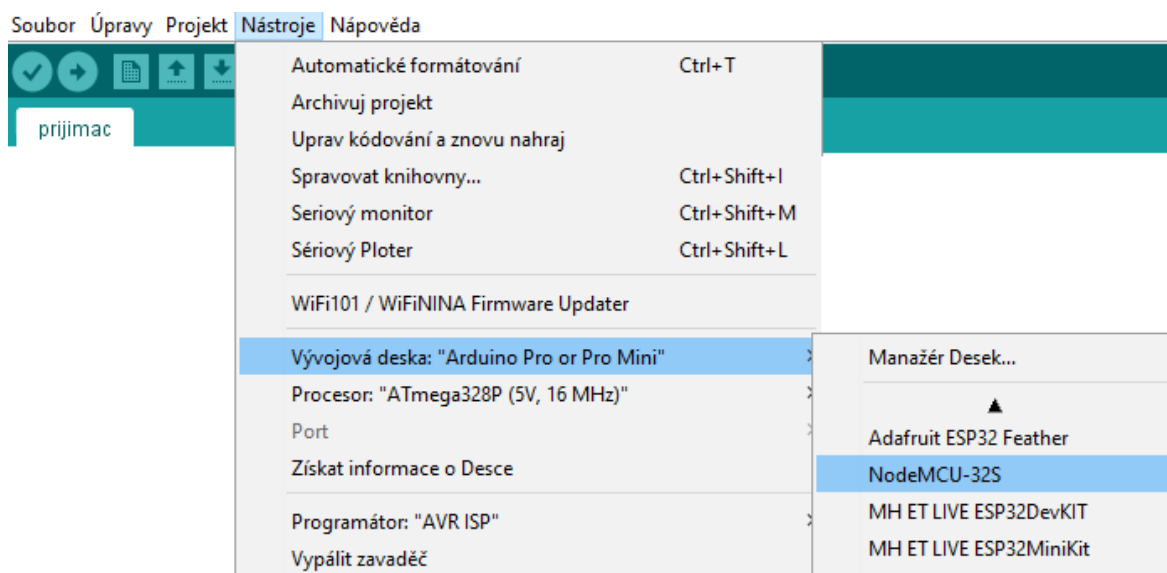 Soubor Úpravy Projekt Nástroje Nápověda
prijimac
Automatické formátování Ctrl+T
Archivuj projekt
Uprav kódování a znovu nahraj
Spravovat knihovny... Ctrl+Shift+I
Seriový monitor Ctrl+Shift+M
Sériový Ploter Ctrl+Shift+L
WiFi101 / WiFiNINA Firmware Updater
Vývojová deska: "Arduino Pro or Pro Mini"
Procesor: "ATmega328P (5V, 16 MHz)"
Port
Získat informace o Desce
Programátor: "AVR ISP"
Vypálit zavaděč
Manažér Desek...
Adafruit ESP32 Feather
NodeMCU-32S
MH ET LIVE ESP32DevKIT
MH ET LIVE ESP32MiniKit